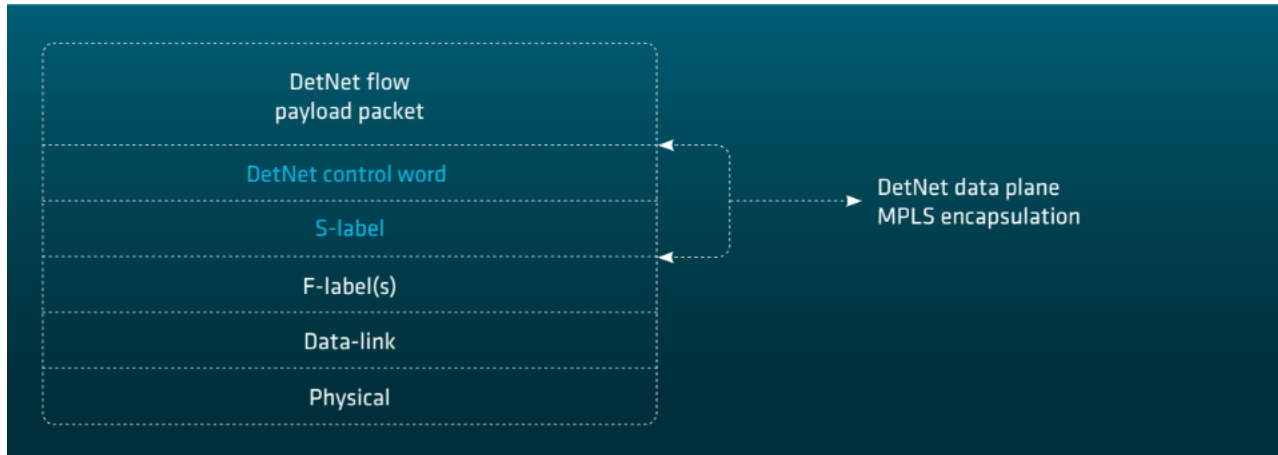 DetNet flow
payload packet
DetNet control word
S-label
F-label(s)
Data-link
Physical
DetNet data plane
MPLS encapsulation